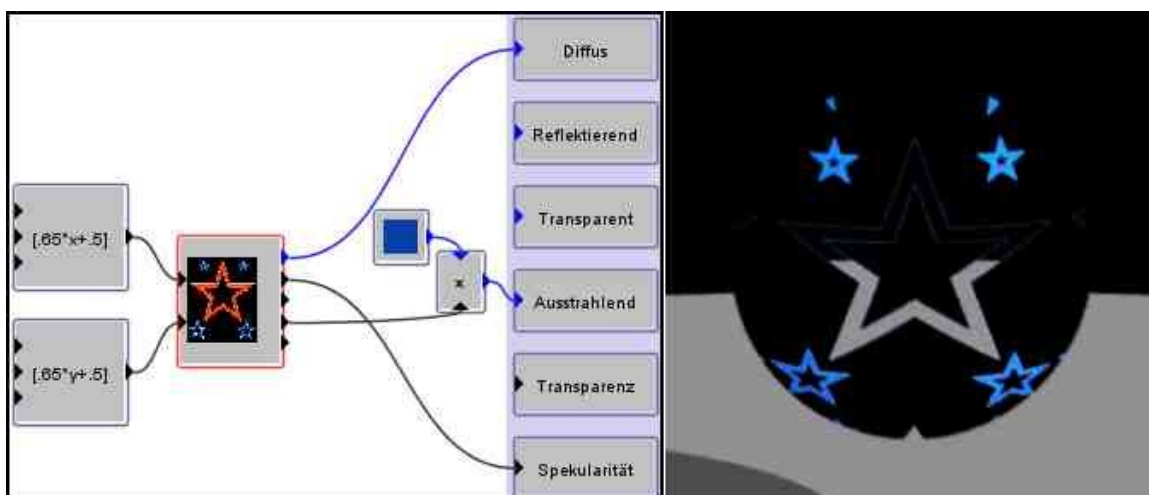 Diffus
Reflektierend
[.65*x+.5]
Transparent
x
Ausstrahlend
[.65*y+.5]
Transparenz
Spekularität